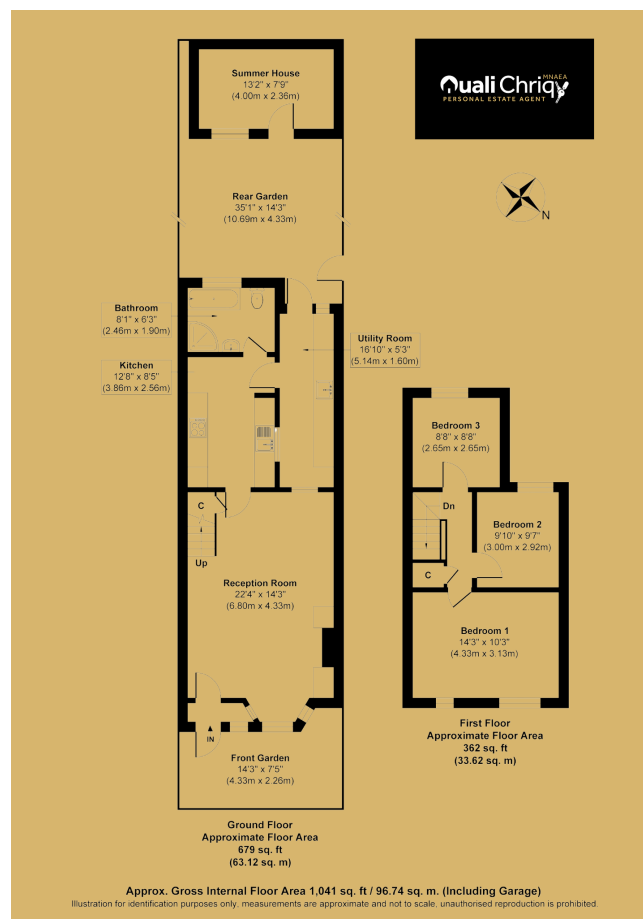 Summer House
13'2" x 7'9"
(4.00m x 2.36m)
Quali Chriqy
MNAEA
PERSONAL ESTATE AGENT
N
Rear Garden
35'1" x 14'3"
(10.69m x 4.33m)
Bathroom
8'1" x 6'3"
(2.46m x 1.90m)
Utility Room
16'10" x 5'3"
(5.14m x 1.60m)
Kitchen
12'8" x 8'5"
(3.86m x 2.56m)
C
Up
Reception Room
22'4" x 14'3"
(6.80m x 4.33m)
IN
Front Garden
14'3" x 7'5"
(4.33m x 2.26m)
Ground Floor
Approximate Floor Area
679 sq. ft
(63.12 sq. m)
Bedroom 3
8'8" x 8'8"
(2.65m x 2.65m)
Dn
Bedroom 2
9'10" x 9'7"
(3.00m x 2.92m)
C
Bedroom 1
14'3" x 10'3"
(4.33m x 3.13m)
First Floor
Approximate Floor Area
362 sq. ft
(33.62 sq. m)
Approx. Gross Internal Floor Area 1,041 sq. ft / 96.74 sq. m. (Including Garage)
Illustration for identification purposes only, measurements are approximate and not to scale, unauthorised reproduction is prohibited.